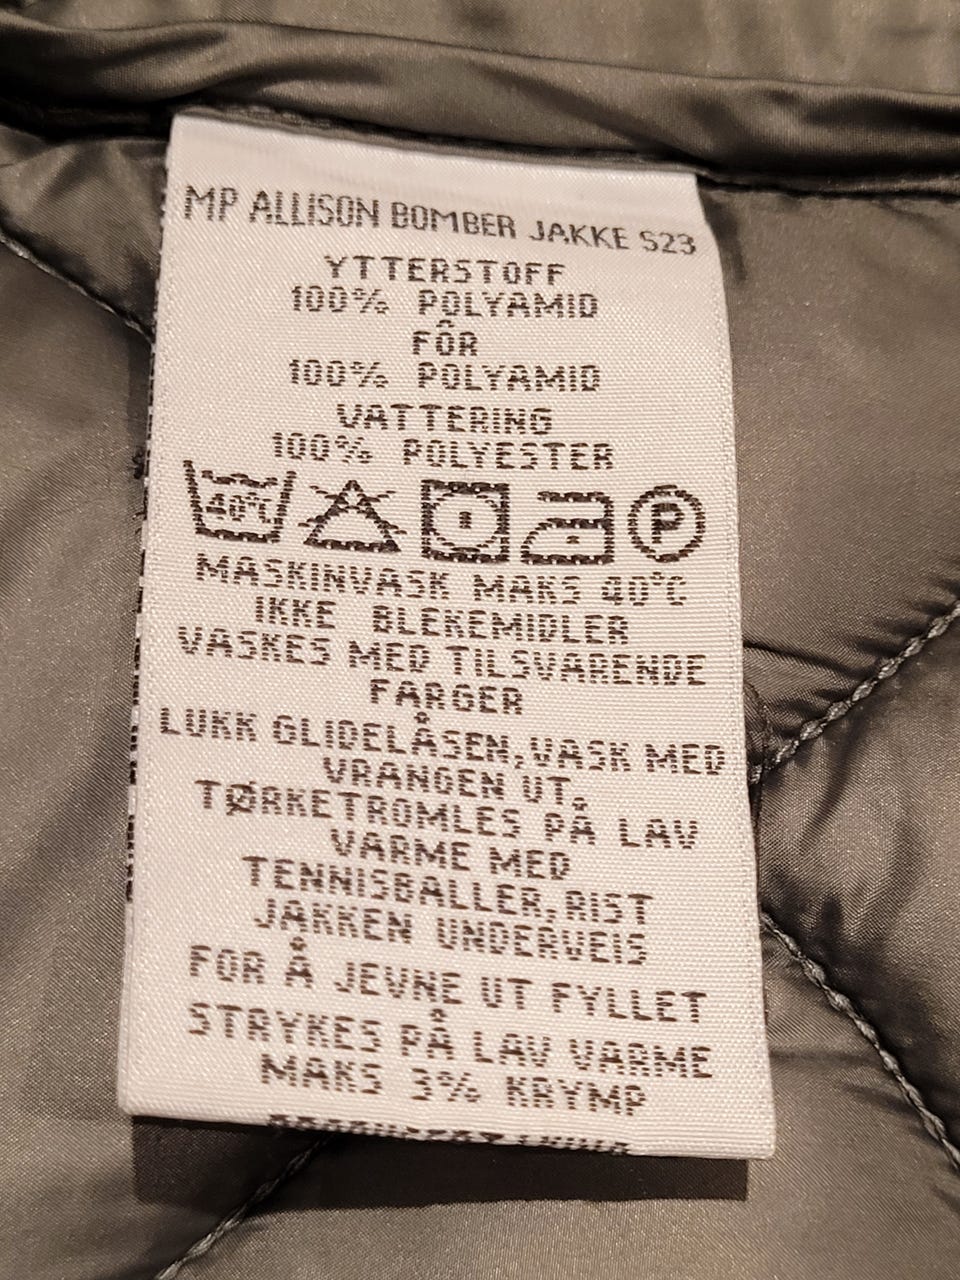 MP ALLISON BOMBER JAKKE S23
YTTERSTOFF
100% POLYAMID
FÔR
100% POLYAMID
VATTERING
100% POLYESTER
40°C P
MASKINVASK MAKS 40°C
IKKE BLEKEMIDLER
VASKES MED TILSVARENDE
FARGER
LUKK GLIDELÅSEN, VASK MED
VRANGEN UT,
TØRKETROMLES PÅ LAV
VARME MED
TENNISBALLER, RIST
JAKKEN UNDERVEIS
FOR Å JEVNE UT FYLLET
STRYKES PÅ LAV VARME
MAKS 3% KRYMP